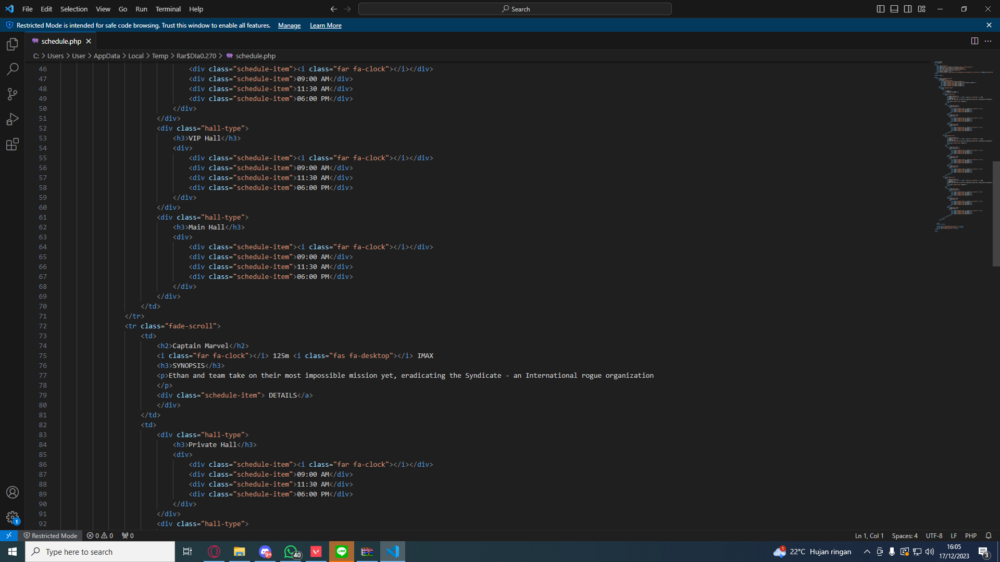 File Edit Selection View Go Run Terminal Help Search
Restricted Mode is intended for safe code browsing. Trust this window to enable all features. Manage Learn More
schedule.php
C: > Users > User > AppData > Local > Temp > Rar$DIa0.270 > schedule.php
46 <div class="schedule-item"><i class="far fa-clock"></i></div>
47 <div class="schedule-item">09:00 AM</div>
48 <div class="schedule-item">11:30 AM</div>
49 <div class="schedule-item">06:00 PM</div>
50 </div>
51 </div>
52 <div class="hall-type">
53 <h3>VIP Hall</h3>
54 <div>
55 <div class="schedule-item"><i class="far fa-clock"></i></div>
56 <div class="schedule-item">09:00 AM</div>
57 <div class="schedule-item">11:30 AM</div>
58 <div class="schedule-item">06:00 PM</div>
59 </div>
60 </div>
61 <div class="hall-type">
62 <h3>Main Hall</h3>
63 <div>
64 <div class="schedule-item"><i class="far fa-clock"></i></div>
65 <div class="schedule-item">09:00 AM</div>
66 <div class="schedule-item">11:30 AM</div>
67 <div class="schedule-item">06:00 PM</div>
68 </div>
69 </div>
70 </td>
71 </tr>
72 <tr class="fade-scroll">
73 <td>
74 <h2>Captain Marvel</h2>
75 <i class="far fa-clock"></i> 125m <i class="fas fa-desktop"></i> IMAX
76 <h3>SYNOPSIS</h3>
77 <p>Ethan and team take on their most impossible mission yet, eradicating the Syndicate - an International rogue organization
78 </p>
79 <div class="schedule-item"> DETAILS</a>
80 </div>
81 </td>
82 <td>
83 <div class="hall-type">
84 <h3>Private Hall</h3>
85 <div>
86 <div class="schedule-item"><i class="far fa-clock"></i></div>
87 <div class="schedule-item">09:00 AM</div>
88 <div class="schedule-item">11:30 AM</div>
89 <div class="schedule-item">06:00 PM</div>
90 </div>
91 </div>
92 <div class="hall-type">
1
Restricted Mode 0 0 0 Ln 1, Col 1 Spaces: 4 UTF-8 LF PHP
Type here to search 9+ 40 LINE 1 22°C Hujan ringan 16:05
17/12/2023 3